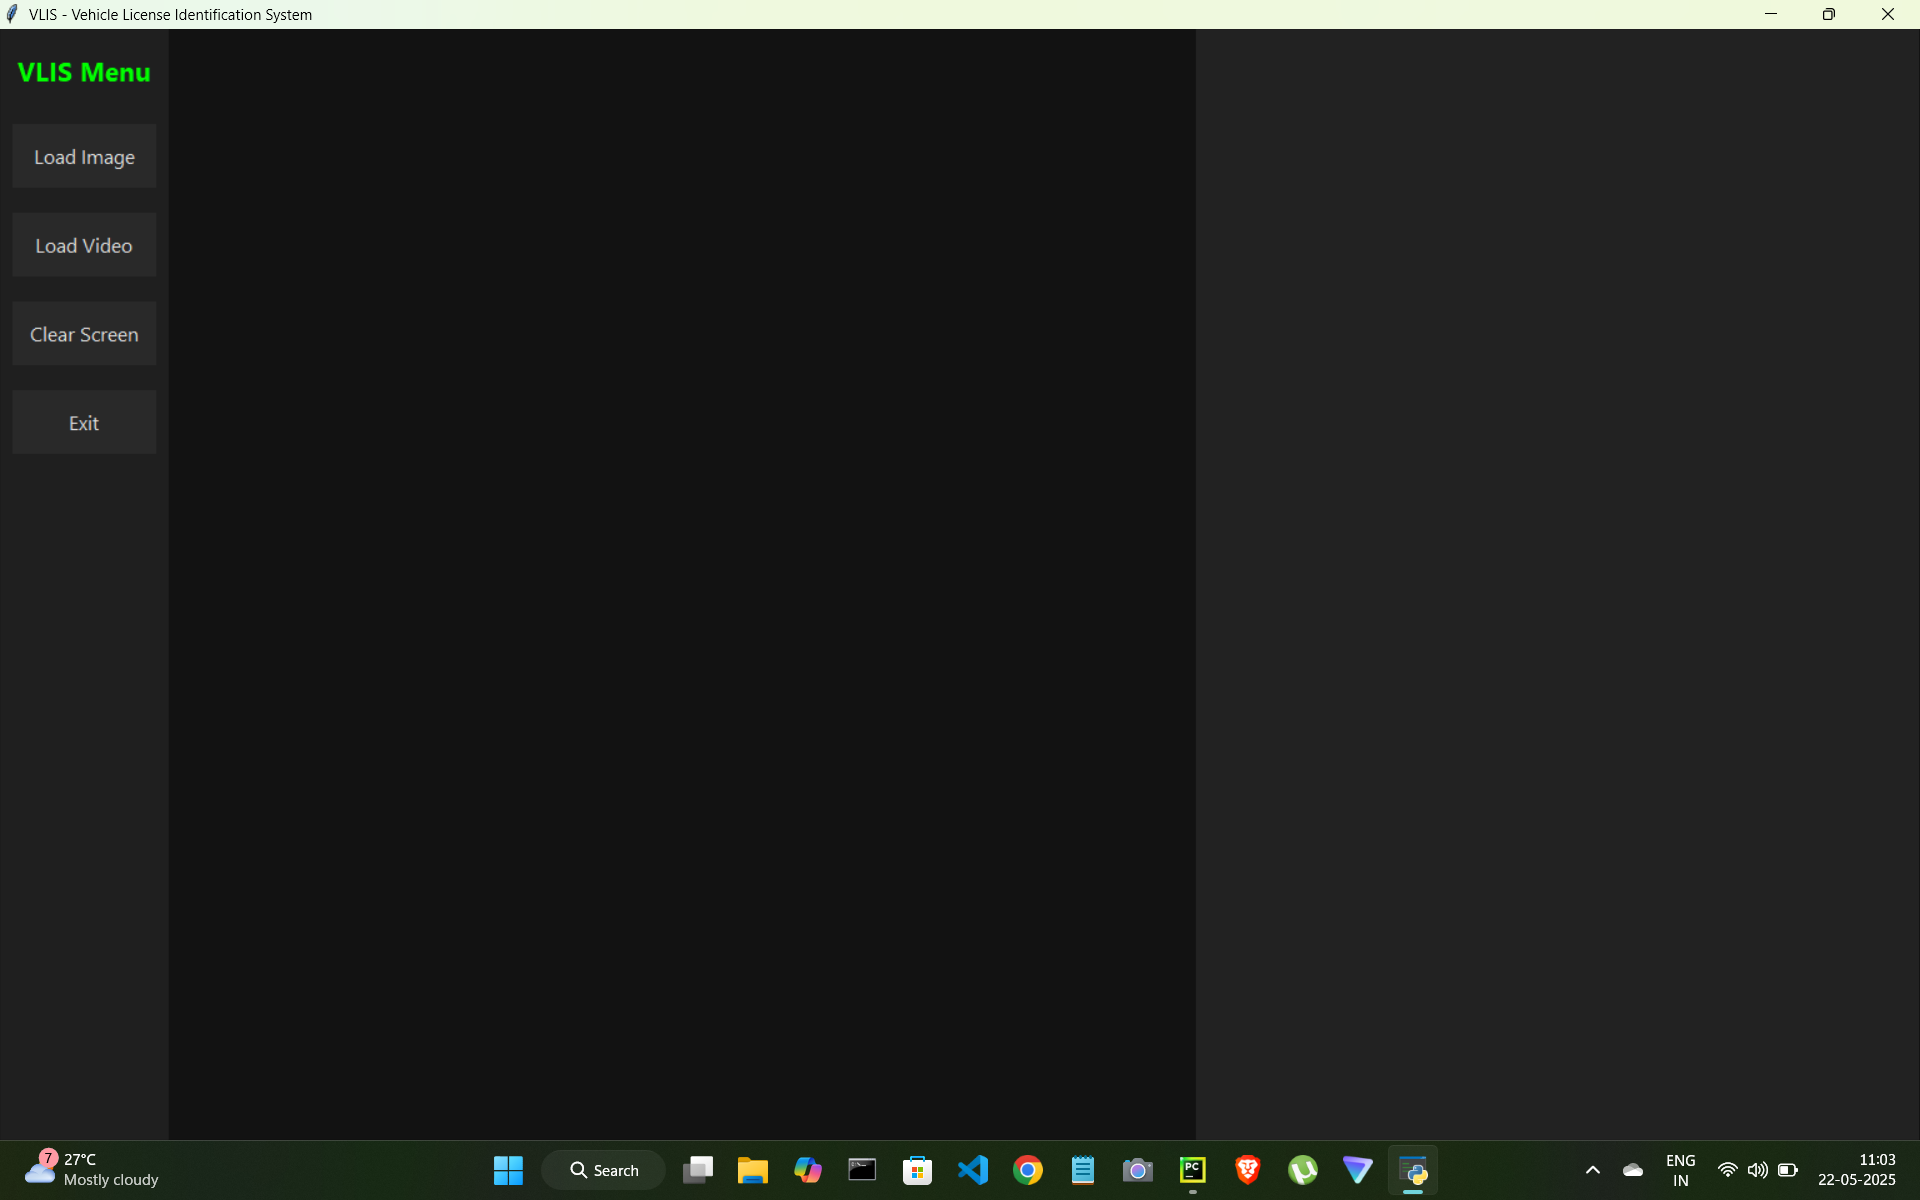 VLIS - Vehicle License Identification System
VLIS Menu
Load Image
Load Video
Clear Screen
Exit
7
27°C
Mostly cloudy
Search
PC
ENG
IN
11:03
22-05-2025